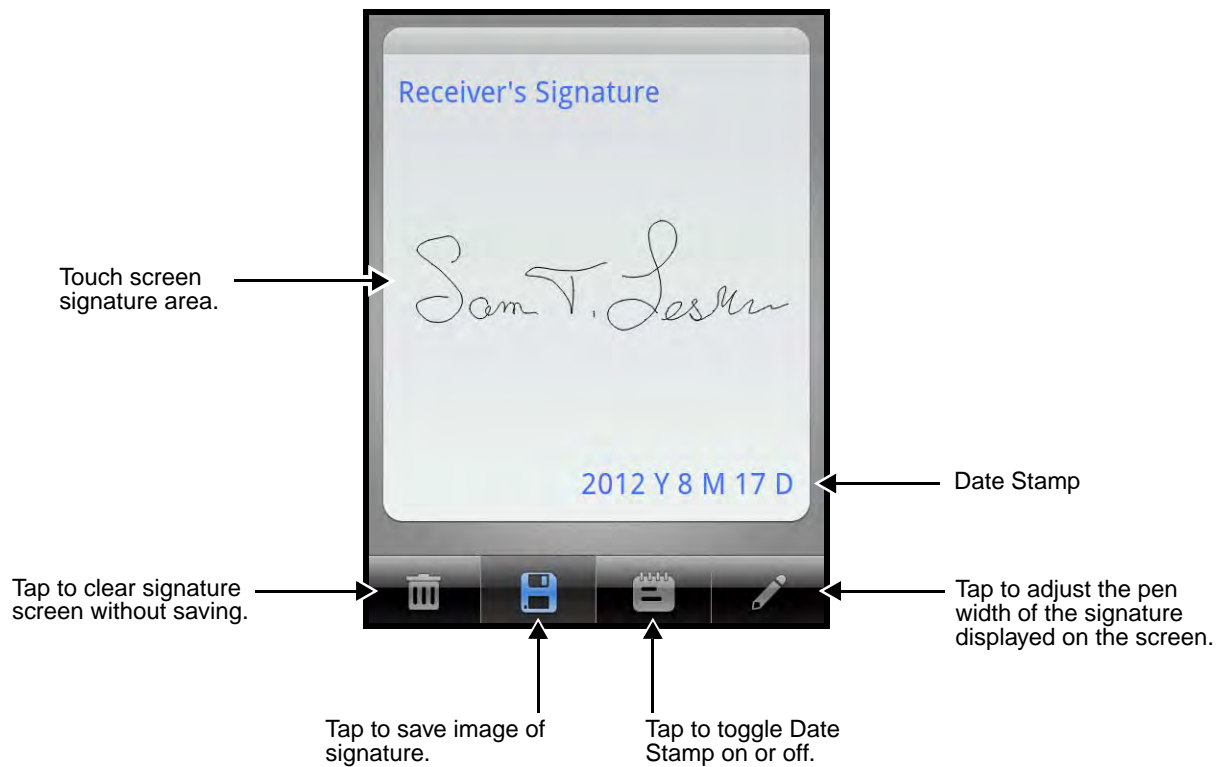 Receiver's Signature
Touch screen
signature area.
Sam T.
2012 Y 8 M 17 D
Date Stamp
Tap to clear signature
screen without saving.
Tap to adjust the pen
width of the signature
displayed on the screen.
Tap to save image of
signature.
Tap to toggle Date
Stamp on or off.